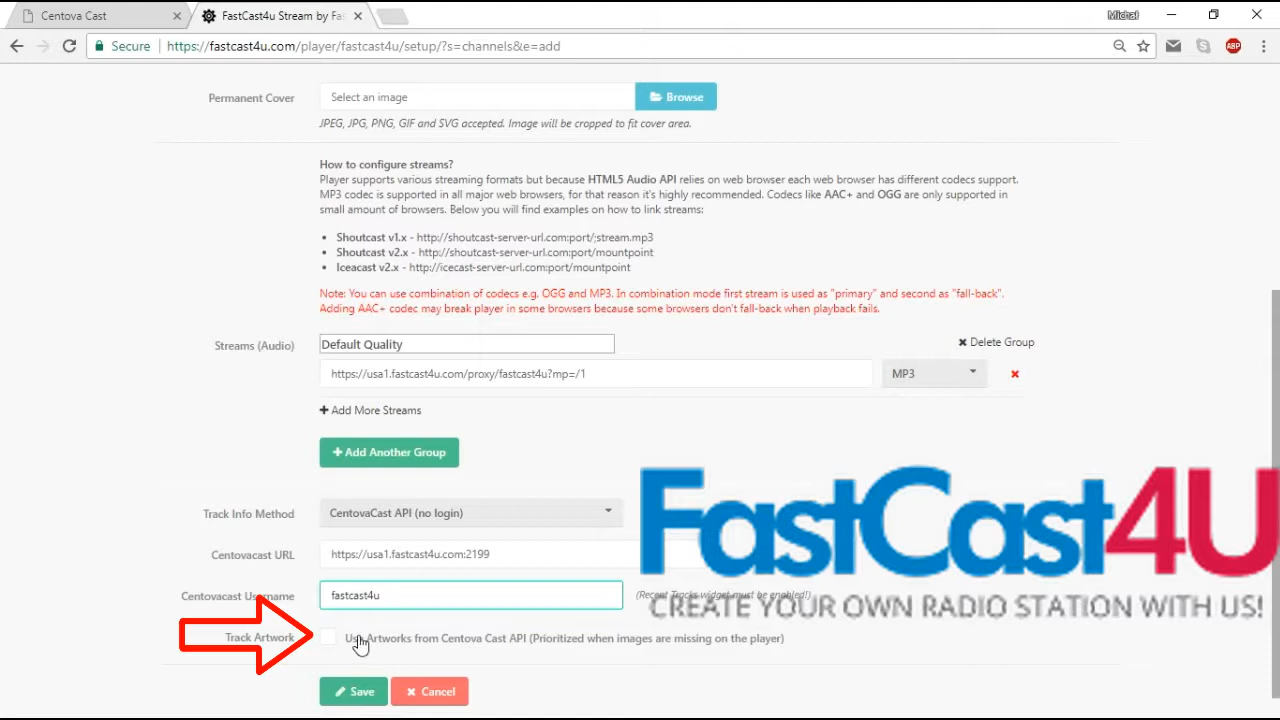 Centova Cast
FastCast4u Stream by Fas
Michał
Secure https://fastcast4u.com/player/fastcast4u/setup/?s=channels&e=add
ABP
Permanent Cover
Select an image
Browse
JPEG, JPG, PNG, GIF and SVG accepted. Image will be cropped to fit cover area.
How to configure streams?
Player supports various streaming formats but because HTML5 Audio API relies on web browser each web browser has different codecs support.
MP3 codec is supported in all major web browsers, for that reason it's highly recommended. Codecs like AAC+ and OGG are only supported in
small amount of browsers. Below you will find examples on how to link streams:
• Shoutcast v1.x - http://shoutcast-server-url.com:port/;stream.mp3
• Shoutcast v2.x - http://shoutcast-server-url.com:port/mountpoint
• Iceacast v2.x - http://icecast-server-url.com:port/mountpoint
Note: You can use combination of codecs e.g. OGG and MP3. In combination mode first stream is used as "primary" and second as "fall-back".
Adding AAC+ codec may break player in some browsers because some browsers don't fall-back when playback fails.
Streams (Audio)
Default Quality
Delete Group
https://usa1.fastcast4u.com/proxy/fastcast4u?mp=/1
MP3
Add More Streams
Add Another Group
Track Info Method
CentovaCast API (no login)
Centovacast URL
https://usa1.fastcast4u.com:2199
FastCast4U
Centovacast Username
fastcast4u
(Recent Tracks widget must be enabled!)
CREATE YOUR OWN RADIO STATION WITH US!
Track Artwork
Use Artworks from Centova Cast API (Prioritized when images are missing on the player)
Save
Cancel